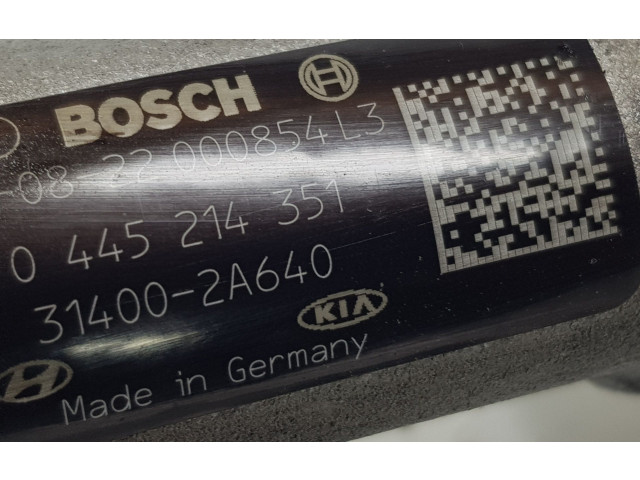 BOSCH
-08-22 000854L3
0 445 214 351
31400-2A640
KIA
Made in Germany